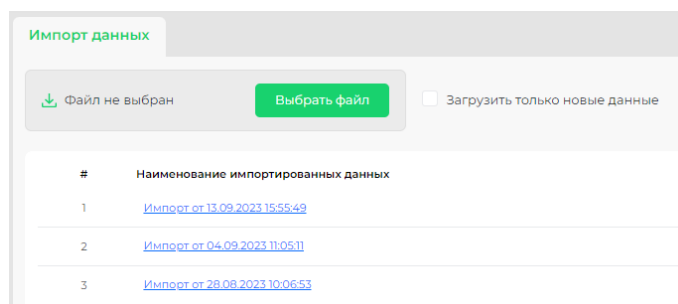 Импорт данных
Файл не выбран Выбрать файл Загрузить только новые данные
# Наименование импортированных данных
1 Импорт от 13.09.2023 15:55:49
2 Импорт от 04.09.2023 11:05:11
3 Импорт от 28.08.2023 10:06:53